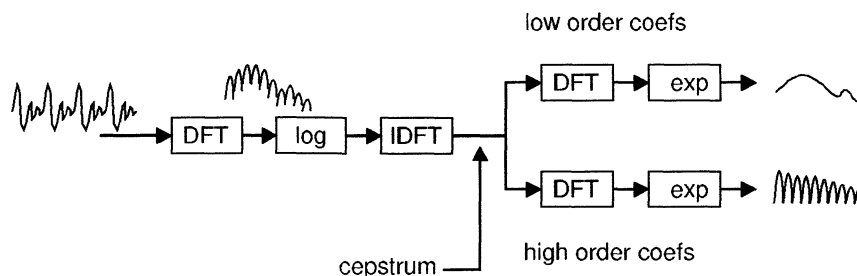 low order coefs
DFT exp
DFT log IDFT
DFT exp
high order coefs
cepstrum